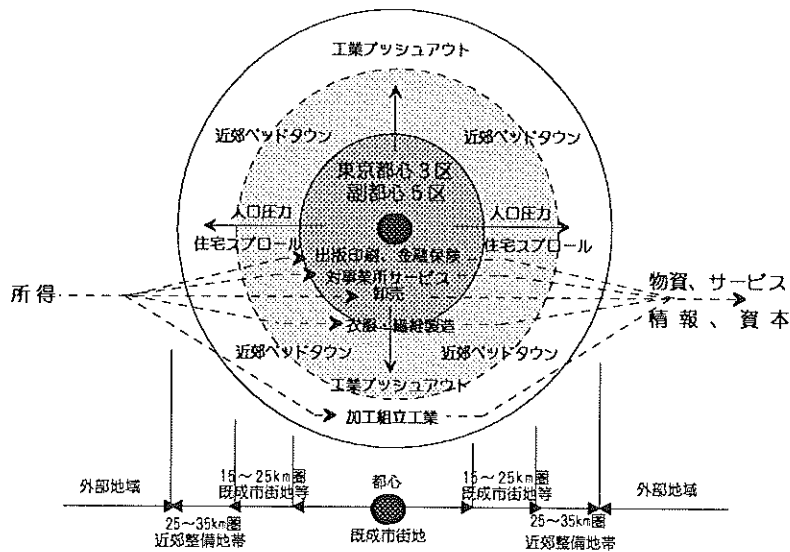 工業プッシュアウト
近郊ベッドタウン
近郊ベッドタウン
東京都心3区
副都心5区
人口圧力
人口圧力
住宅スプロール
住宅スプロール
出版印刷、金融保険
対事業所サービス
卸売
所得
物資、サービス
情報、資本
衣服・繊維製造
近郊ベッドタウン
近郊ベッドタウン
工業プッシュアウト
加工組立工業
外部地域
15～25km圏
既成市街地等
都心
15～25km圏
既成市街地等
外部地域
25～35km圏
近郊整備地帯
既成市街地
25～35km圏
近郊整備地帯